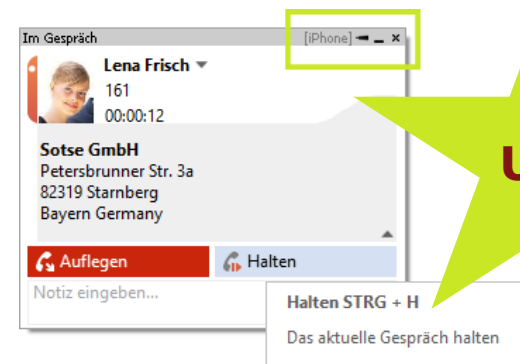 Im Gespräch [iPhone]
Lena Frisch
161
00:00:12
Sotse GmbH
Petersbrunner Str. 3a
82319 Starnberg
Bayern Germany
Auflegen Halten
Notiz eingeben...
Halten STRG + H
Das aktuelle Gespräch halten